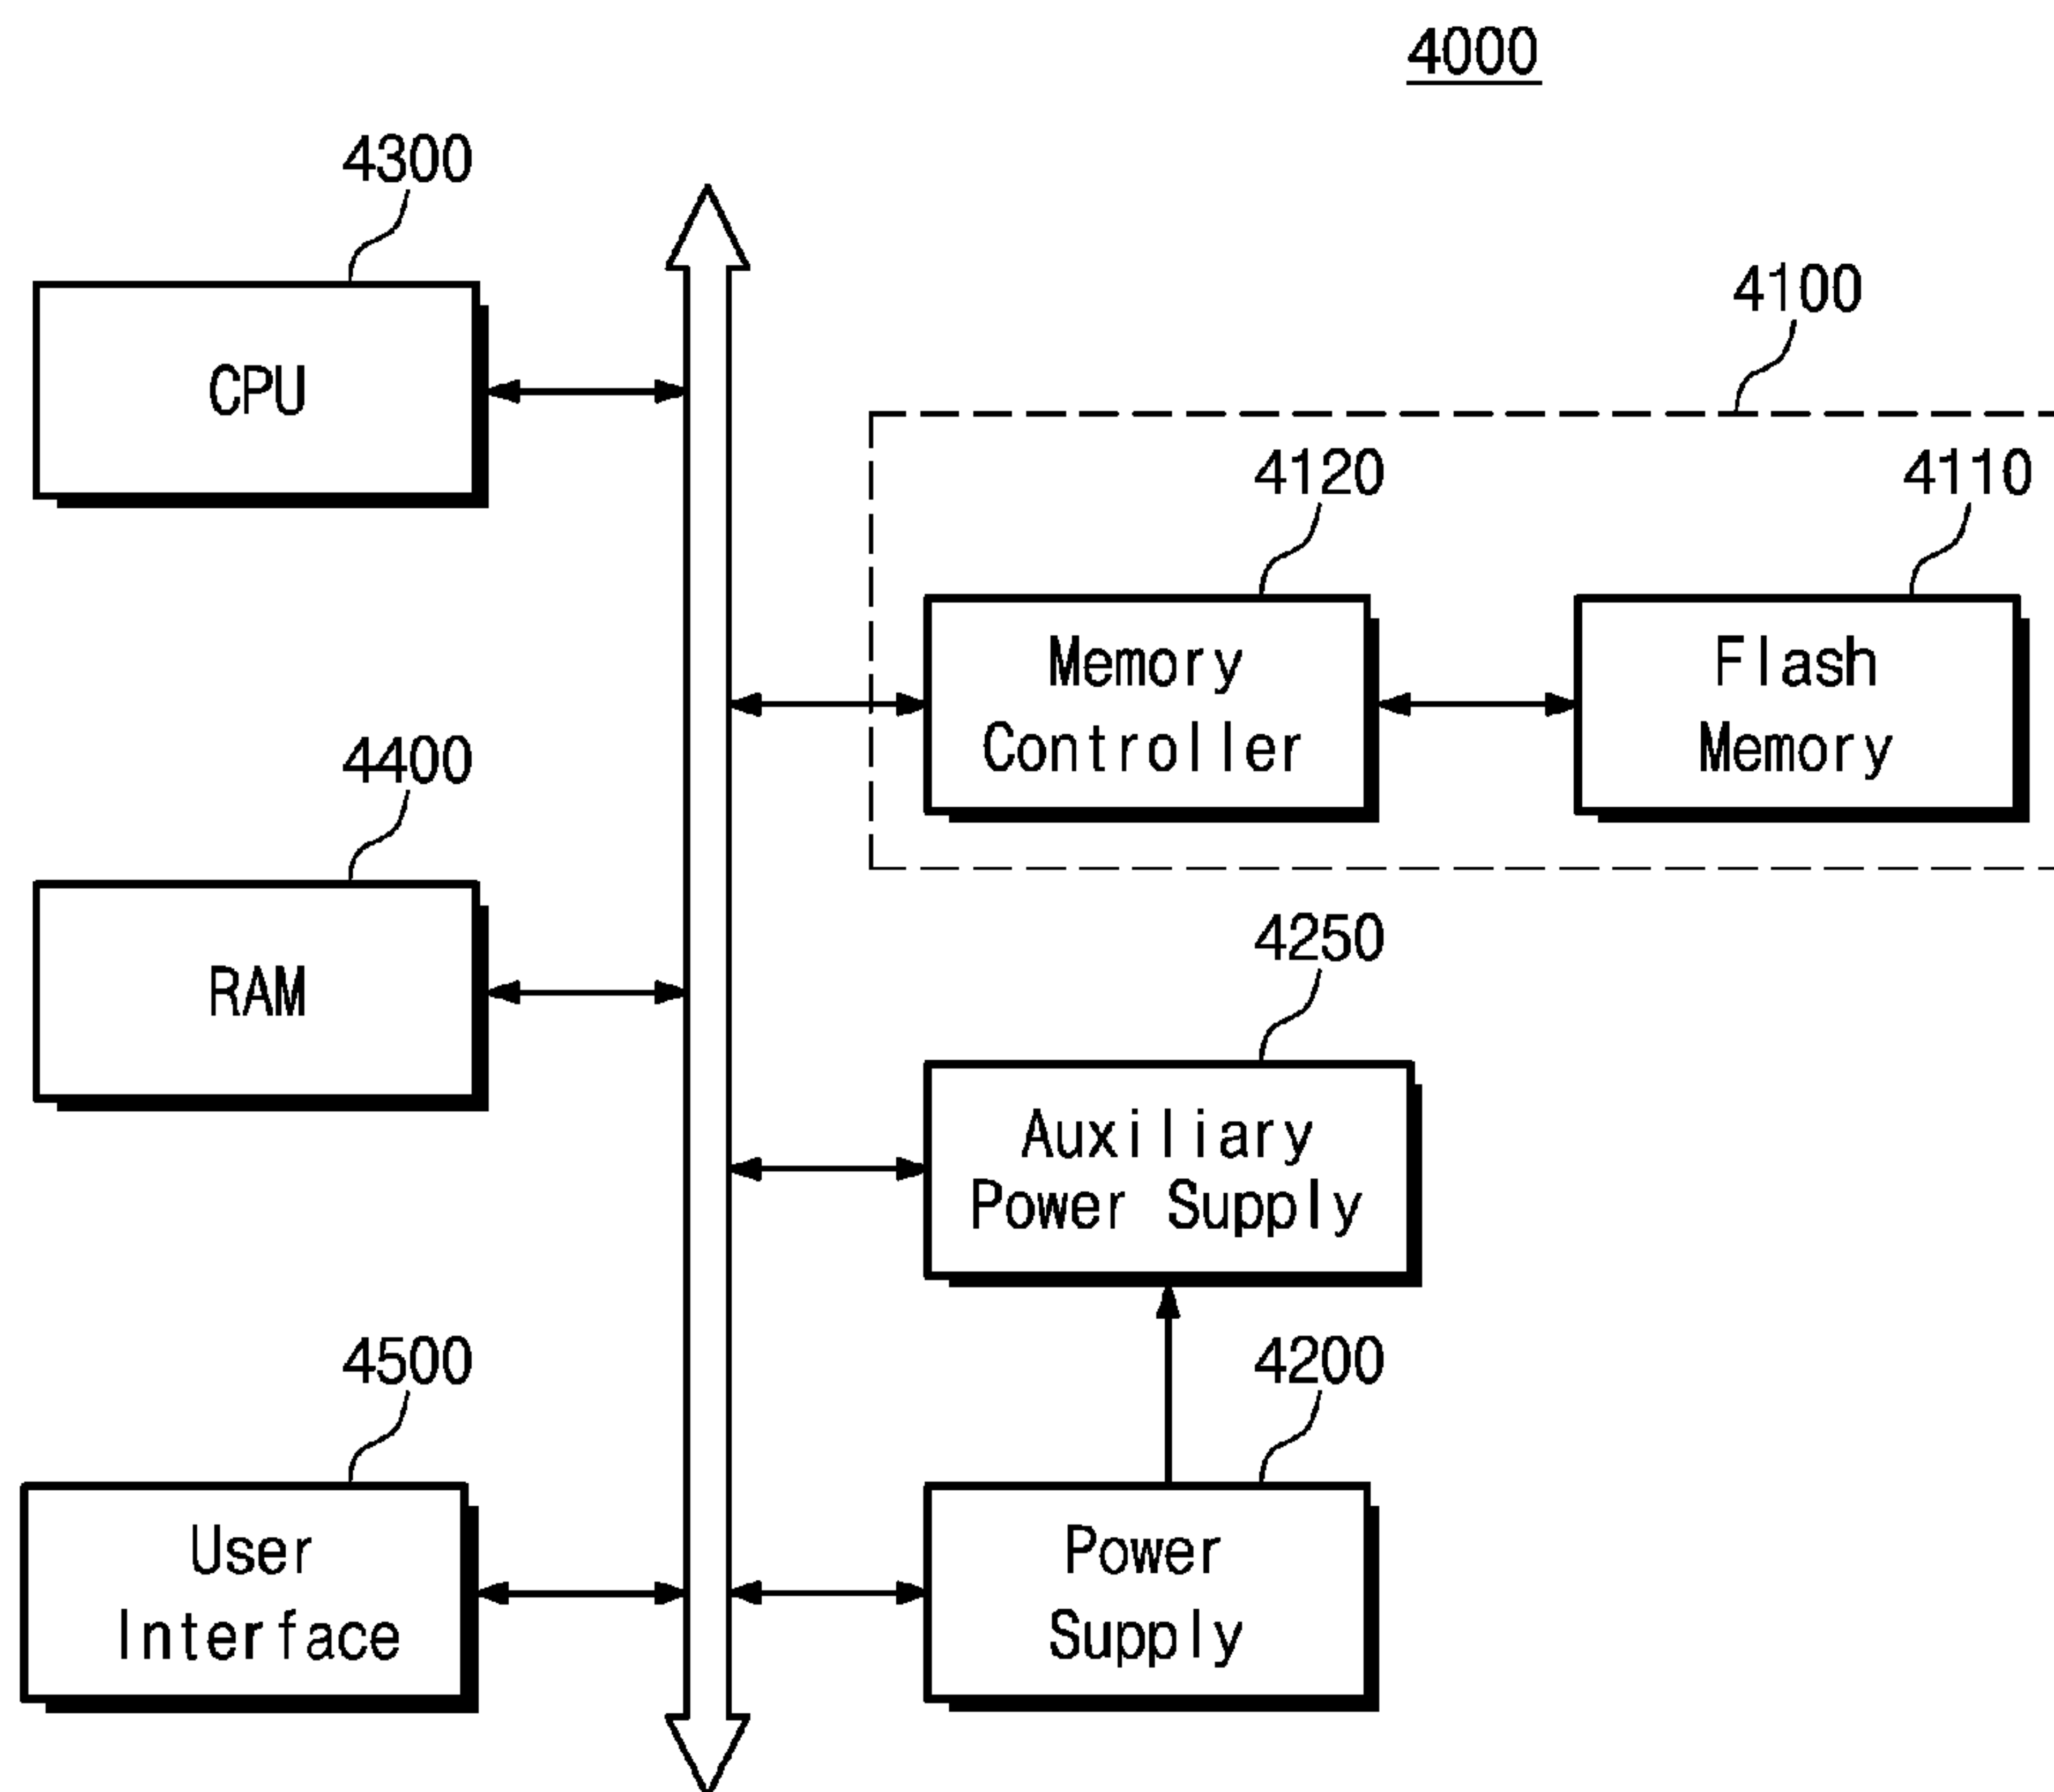 4000
4300
CPU
4100
4120
4110
Memory
Controller
Flash
Memory
4400
RAM
4250
Auxiliary
Power Supply
4500
User
Interface
4200
Power
Supply